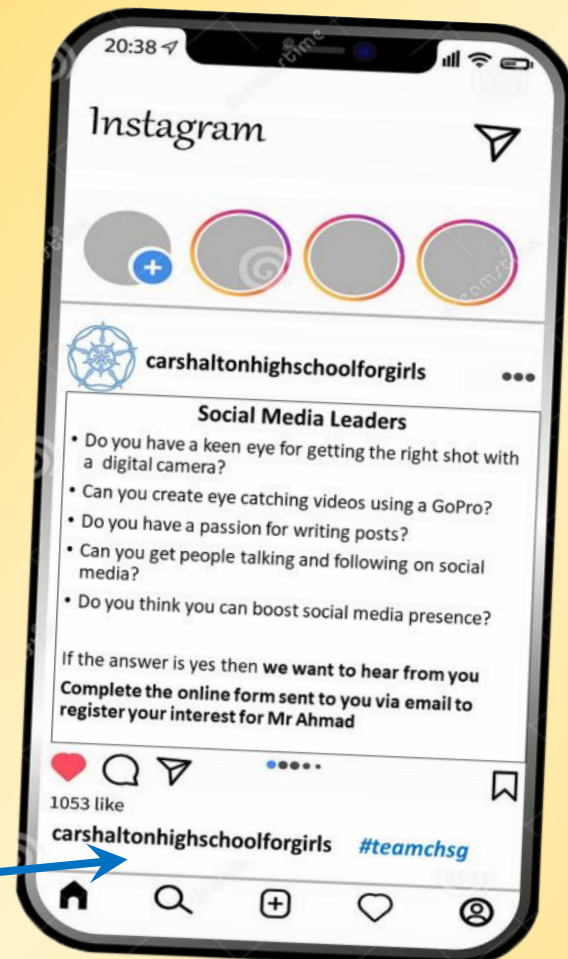 20:38
Instagram
carshaltonhighschoolforgirls
Social Media Leaders
• Do you have a keen eye for getting the right shot with
a digital camera?
• Can you create eye catching videos using a GoPro?
• Do you have a passion for writing posts?
• Can you get people talking and following on social
media?
• Do you think you can boost social media presence?
If the answer is yes then we want to hear from you
Complete the online form sent to you via email to
register your interest for Mr Ahmad
1053 like
carshaltonhighschoolforgirls #teamchsg